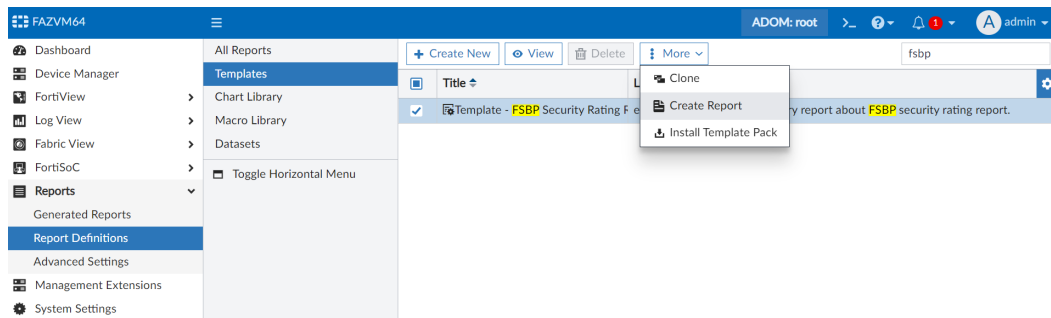 FAZVM64
ADOM: root
1
A
admin
Dashboard
Device Manager
FortiView
Log View
Fabric View
FortiSoC
Reports
Generated Reports
Report Definitions
Advanced Settings
Management Extensions
System Settings
All Reports
Templates
Chart Library
Macro Library
Datasets
Toggle Horizontal Menu
+ Create New
View
Delete
More
fsbp
Title
L
Clone
Create Report
Install Template Pack
Template - FSBP Security Rating R e
ry report about FSBP security rating report.